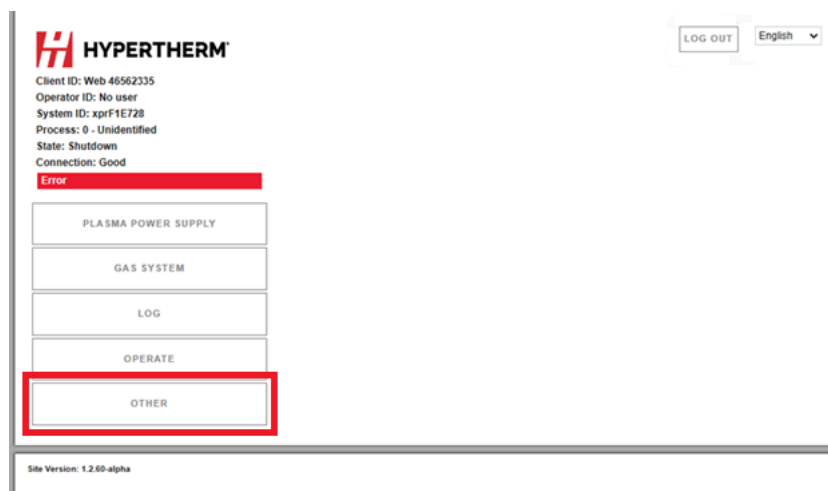 HYPERTHERM
Client ID: Web 46562335
Operator ID: No user
System ID: xprF1E728
Process: 0 - Unidentified
State: Shutdown
Connection: Good
Error
LOG OUT
English
PLASMA POWER SUPPLY
GAS SYSTEM
LOG
OPERATE
OTHER
Site Version: 1.2.60-alpha